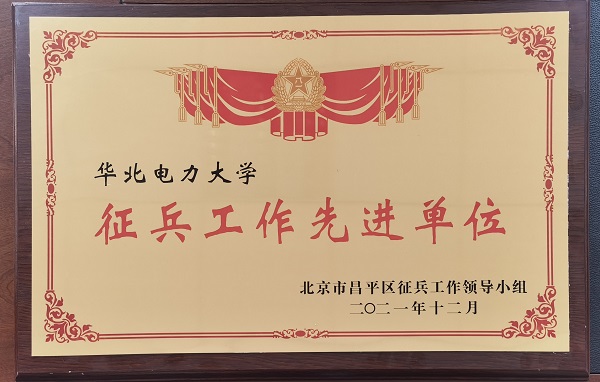 华北电力大学
征兵工作先进单位
北京市昌平区征兵工作领导小组
二〇二一年十二月